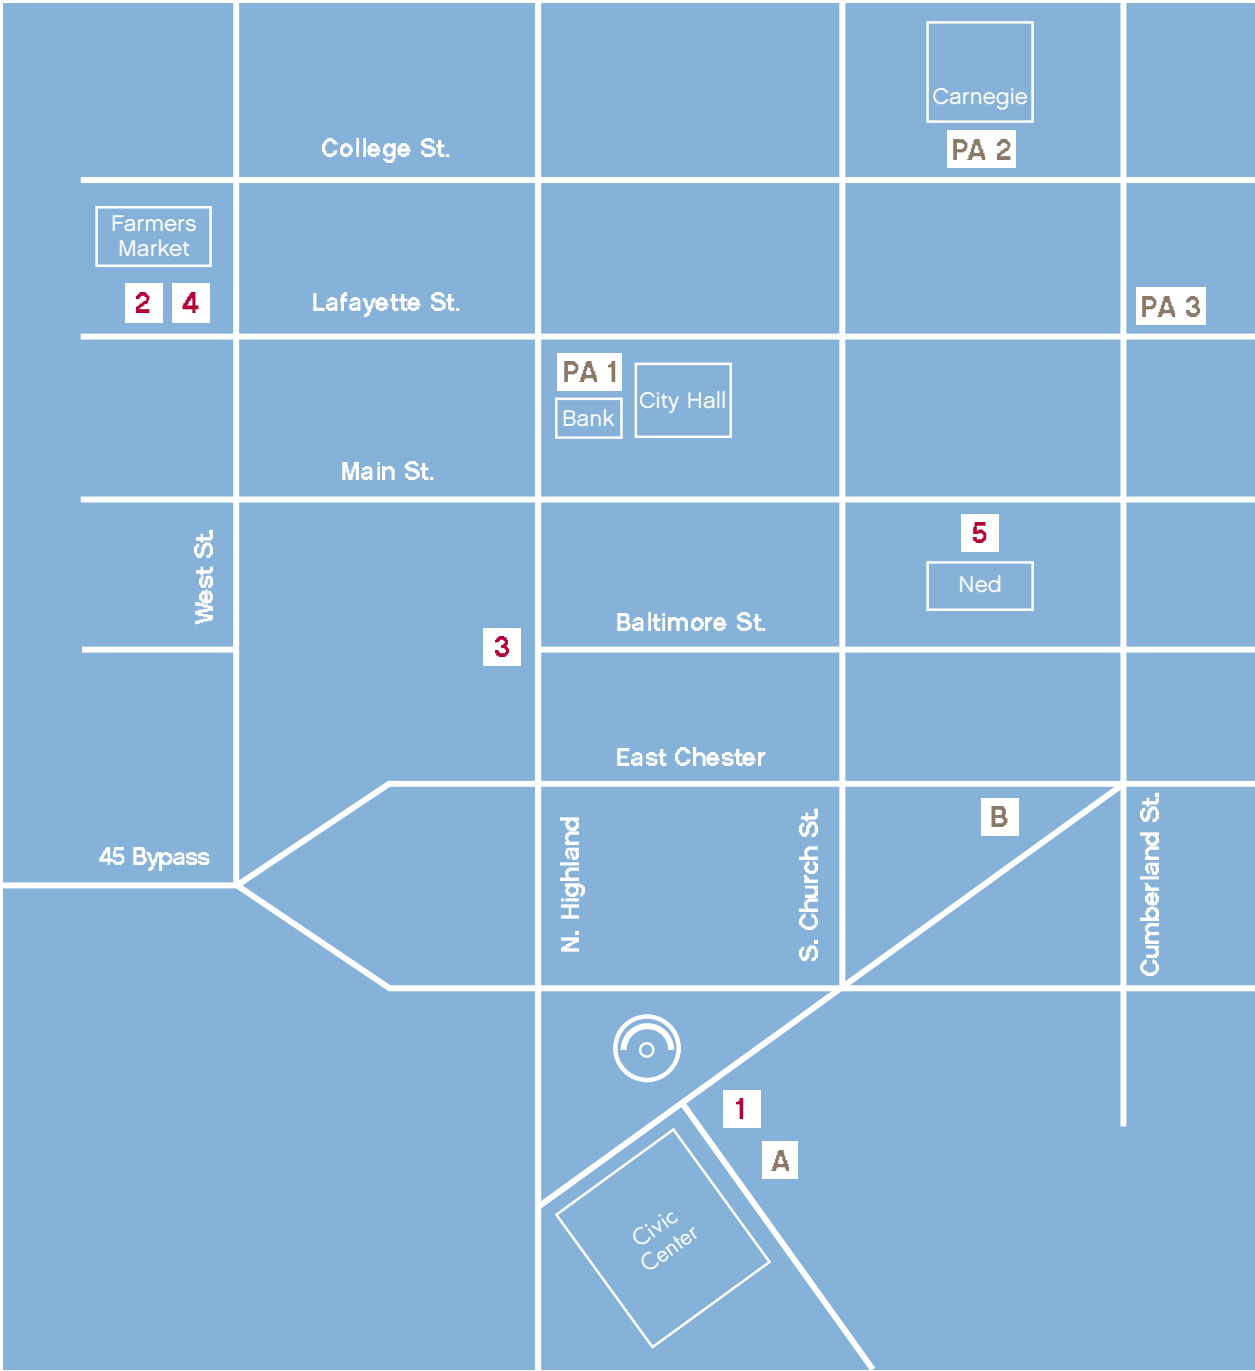 Carnegie
PA 2
College St.
Farmers
Market
2 4
Lafayette St.
PA 3
PA 1
City Hall
Bank
Main St.
5
West St.
Ned
Baltimore St.
3
East Chester
B
45 Bypass
N. Highland
S. Church St.
Cumberland St.
1
A
Civic
Center